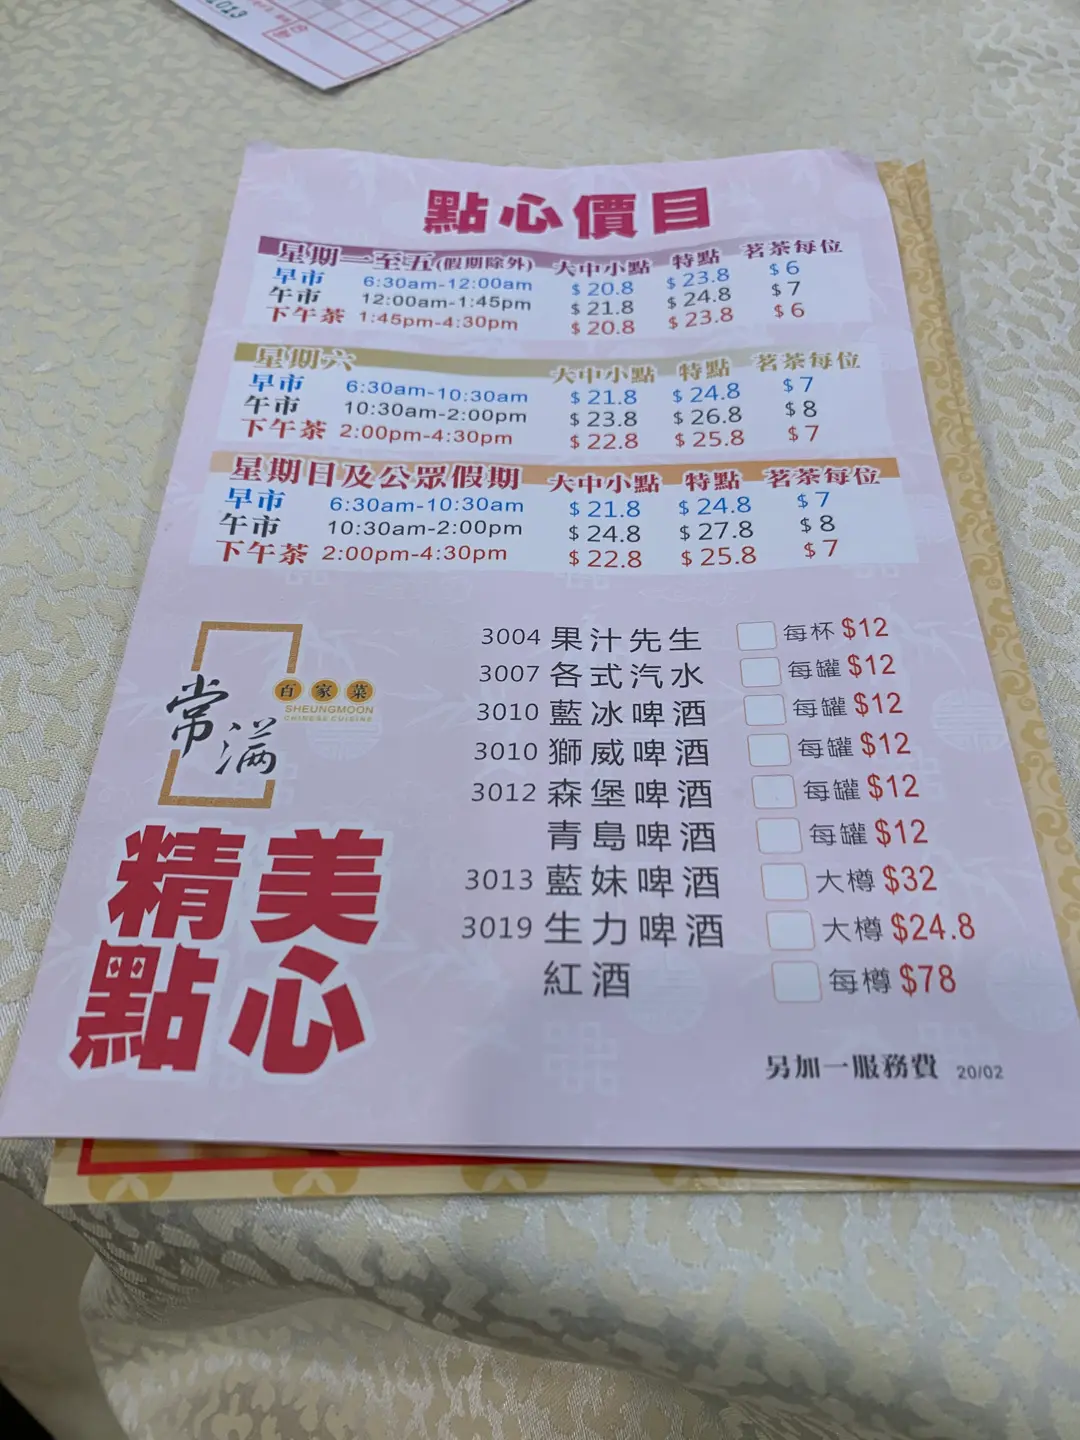 1013
點心價目
星期一至五(假期除外) 大中小點 特點 茗茶每位
早市 6:30am-12:00am $20.8 $23.8 $6
午市 12:00am-1:45pm $21.8 $24.8 $7
下午茶 1:45pm-4:30pm $20.8 $23.8 $6
星期六 大中小點 特點 茗茶每位
早市 6:30am-10:30am $21.8 $24.8 $7
午市 10:30am-2:00pm $23.8 $26.8 $8
下午茶 2:00pm-4:30pm $22.8 $25.8 $7
星期日及公眾假期 大中小點 特點 茗茶每位
早市 6:30am-10:30am $21.8 $24.8 $7
午市 10:30am-2:00pm $24.8 $27.8 $8
下午茶 2:00pm-4:30pm $22.8 $25.8 $7
3004 果汁先生 每杯 $12
3007 各式汽水 每罐 $12
3010 藍冰啤酒 每罐 $12
3010 獅威啤酒 每罐 $12
3012 森堡啤酒 每罐 $12
青島啤酒 每罐 $12
3013 藍妹啤酒 大樽 $32
3019 生力啤酒 大樽 $24.8
紅酒 每樽 $78
另加一服務費 20/02
常滿
百家菜
SHEUNGMOON
CHINESE CUISINE
精美
點心